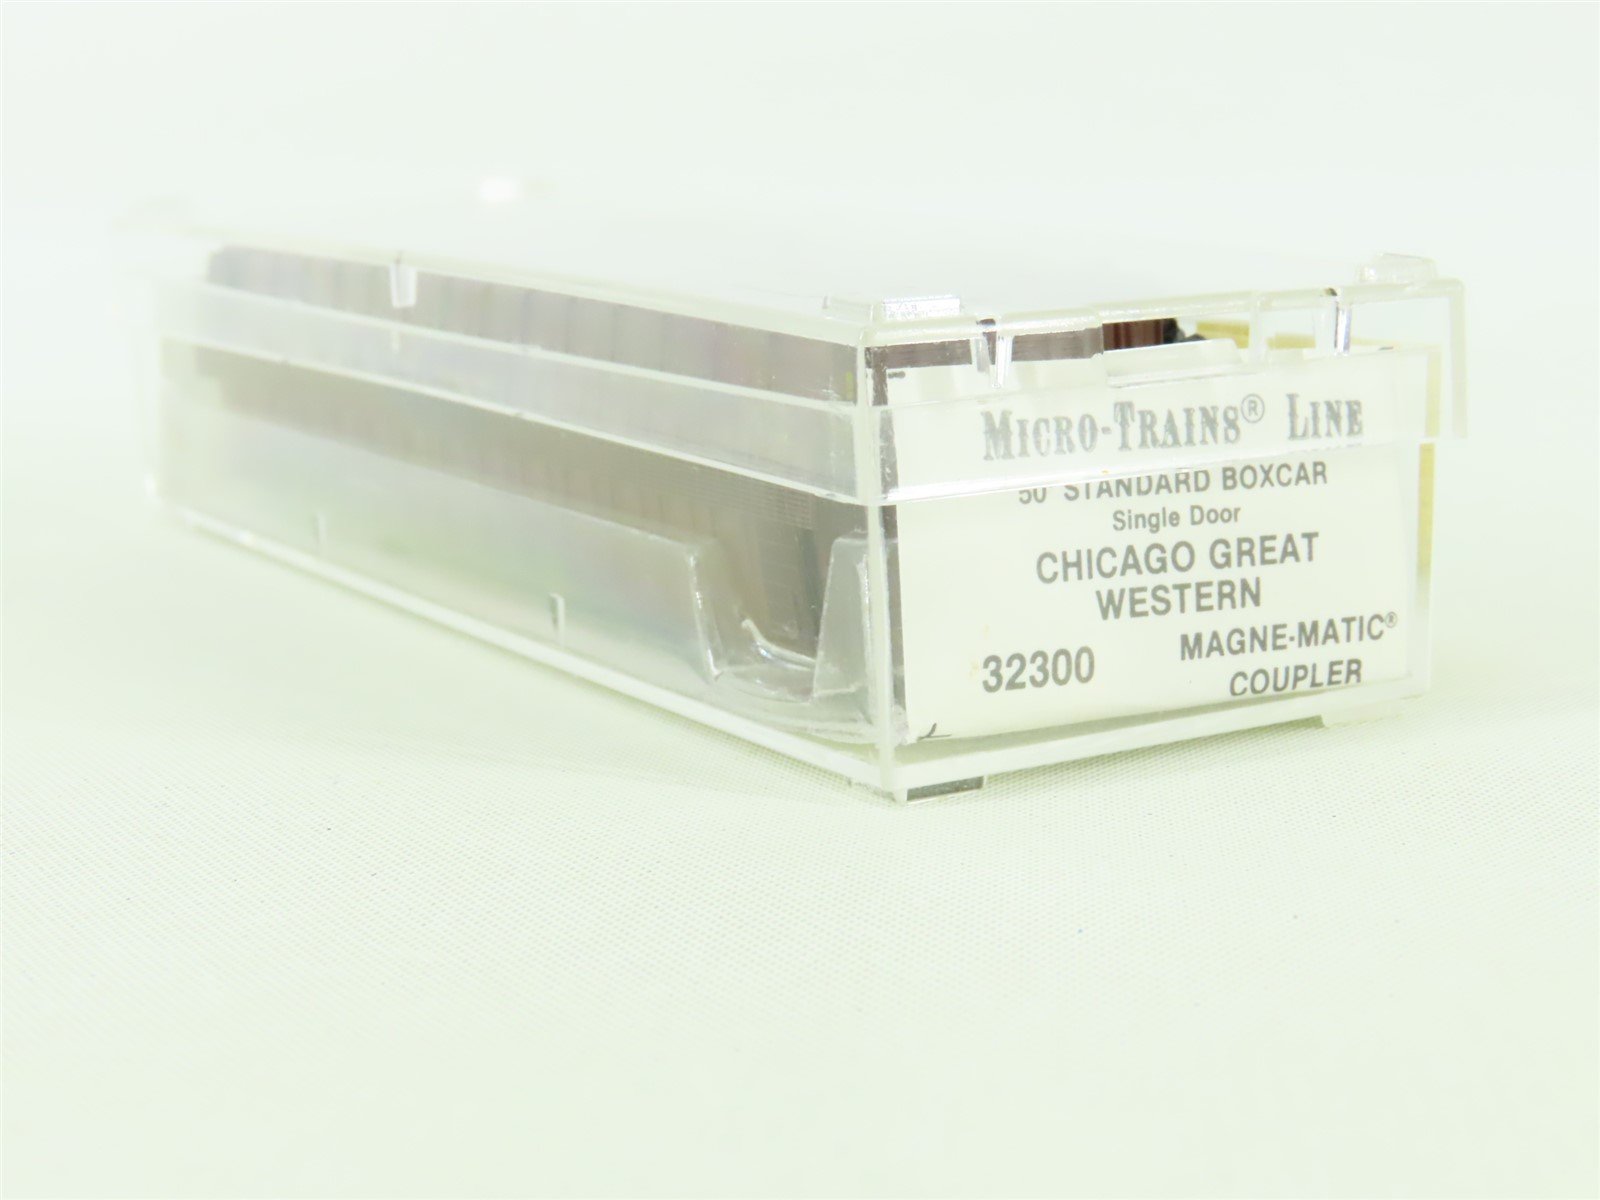 MICRO-TRAINS® LINE
50' STANDARD BOXCAR
Single Door
CHICAGO GREAT
WESTERN
32300 MAGNE-MATIC®
COUPLER